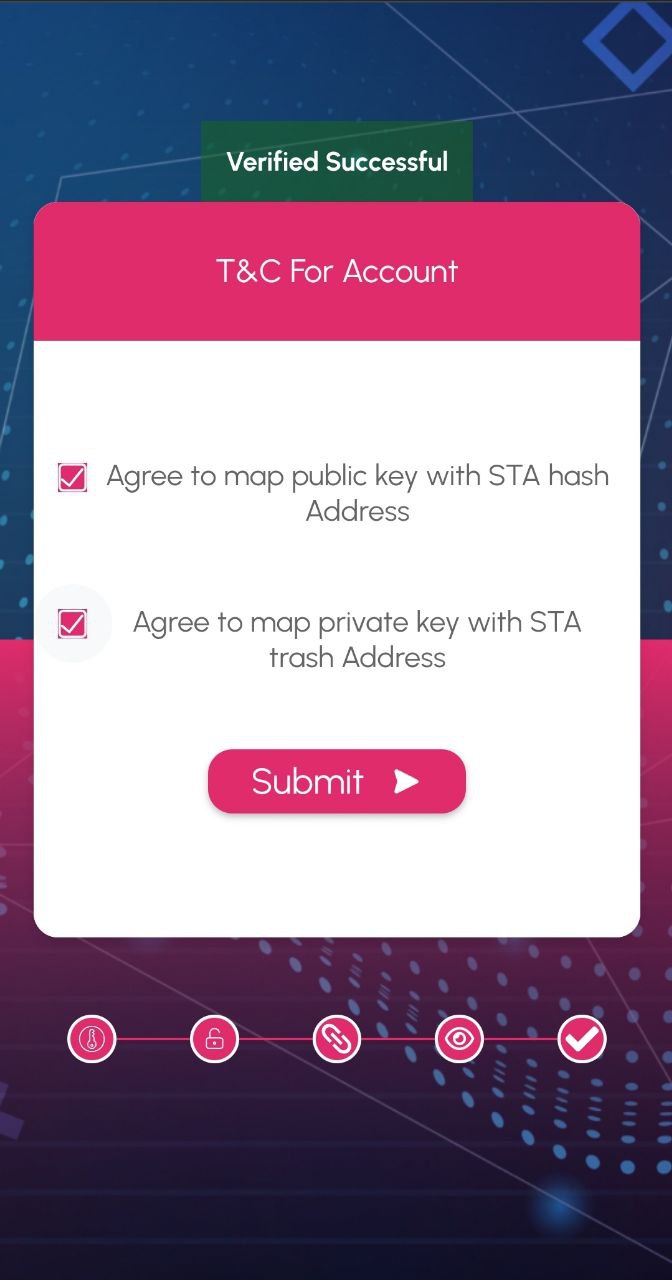 Verified Successful
T&C For Account
Agree to map public key with STA hash
Address
Agree to map private key with STA
trash Address
Submit